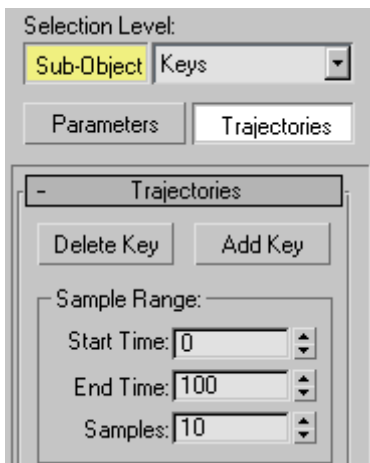 Selection Level:
Sub-Object Keys
Parameters Trajectories
- Trajectories
Delete Key Add Key
Sample Range:
Start Time: 0
End Time: 100
Samples: 10